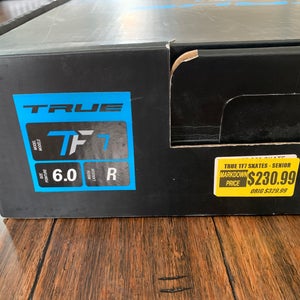 TRUE
TF7
6.0
R
TRUE TF7 SKATES - SENIOR
MARKDOWN
PRICE
$230.99
ORIG $329.99